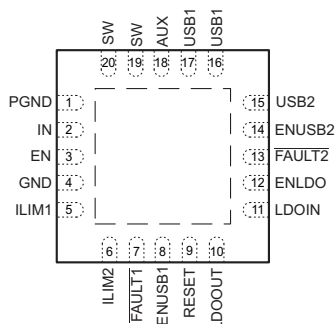 SW SW AUX USB1 USB1
20 19 18 17 16
PGND 1 15 USB2
IN 2 14 ENUSB2
EN 3 13 FAULT2
GND 4 12 ENLDO
ILIM1 5 11 LDOIN
6 7 8 9 10
ILIM2 FAULT1 ENUSB1 RESET LDOOUT